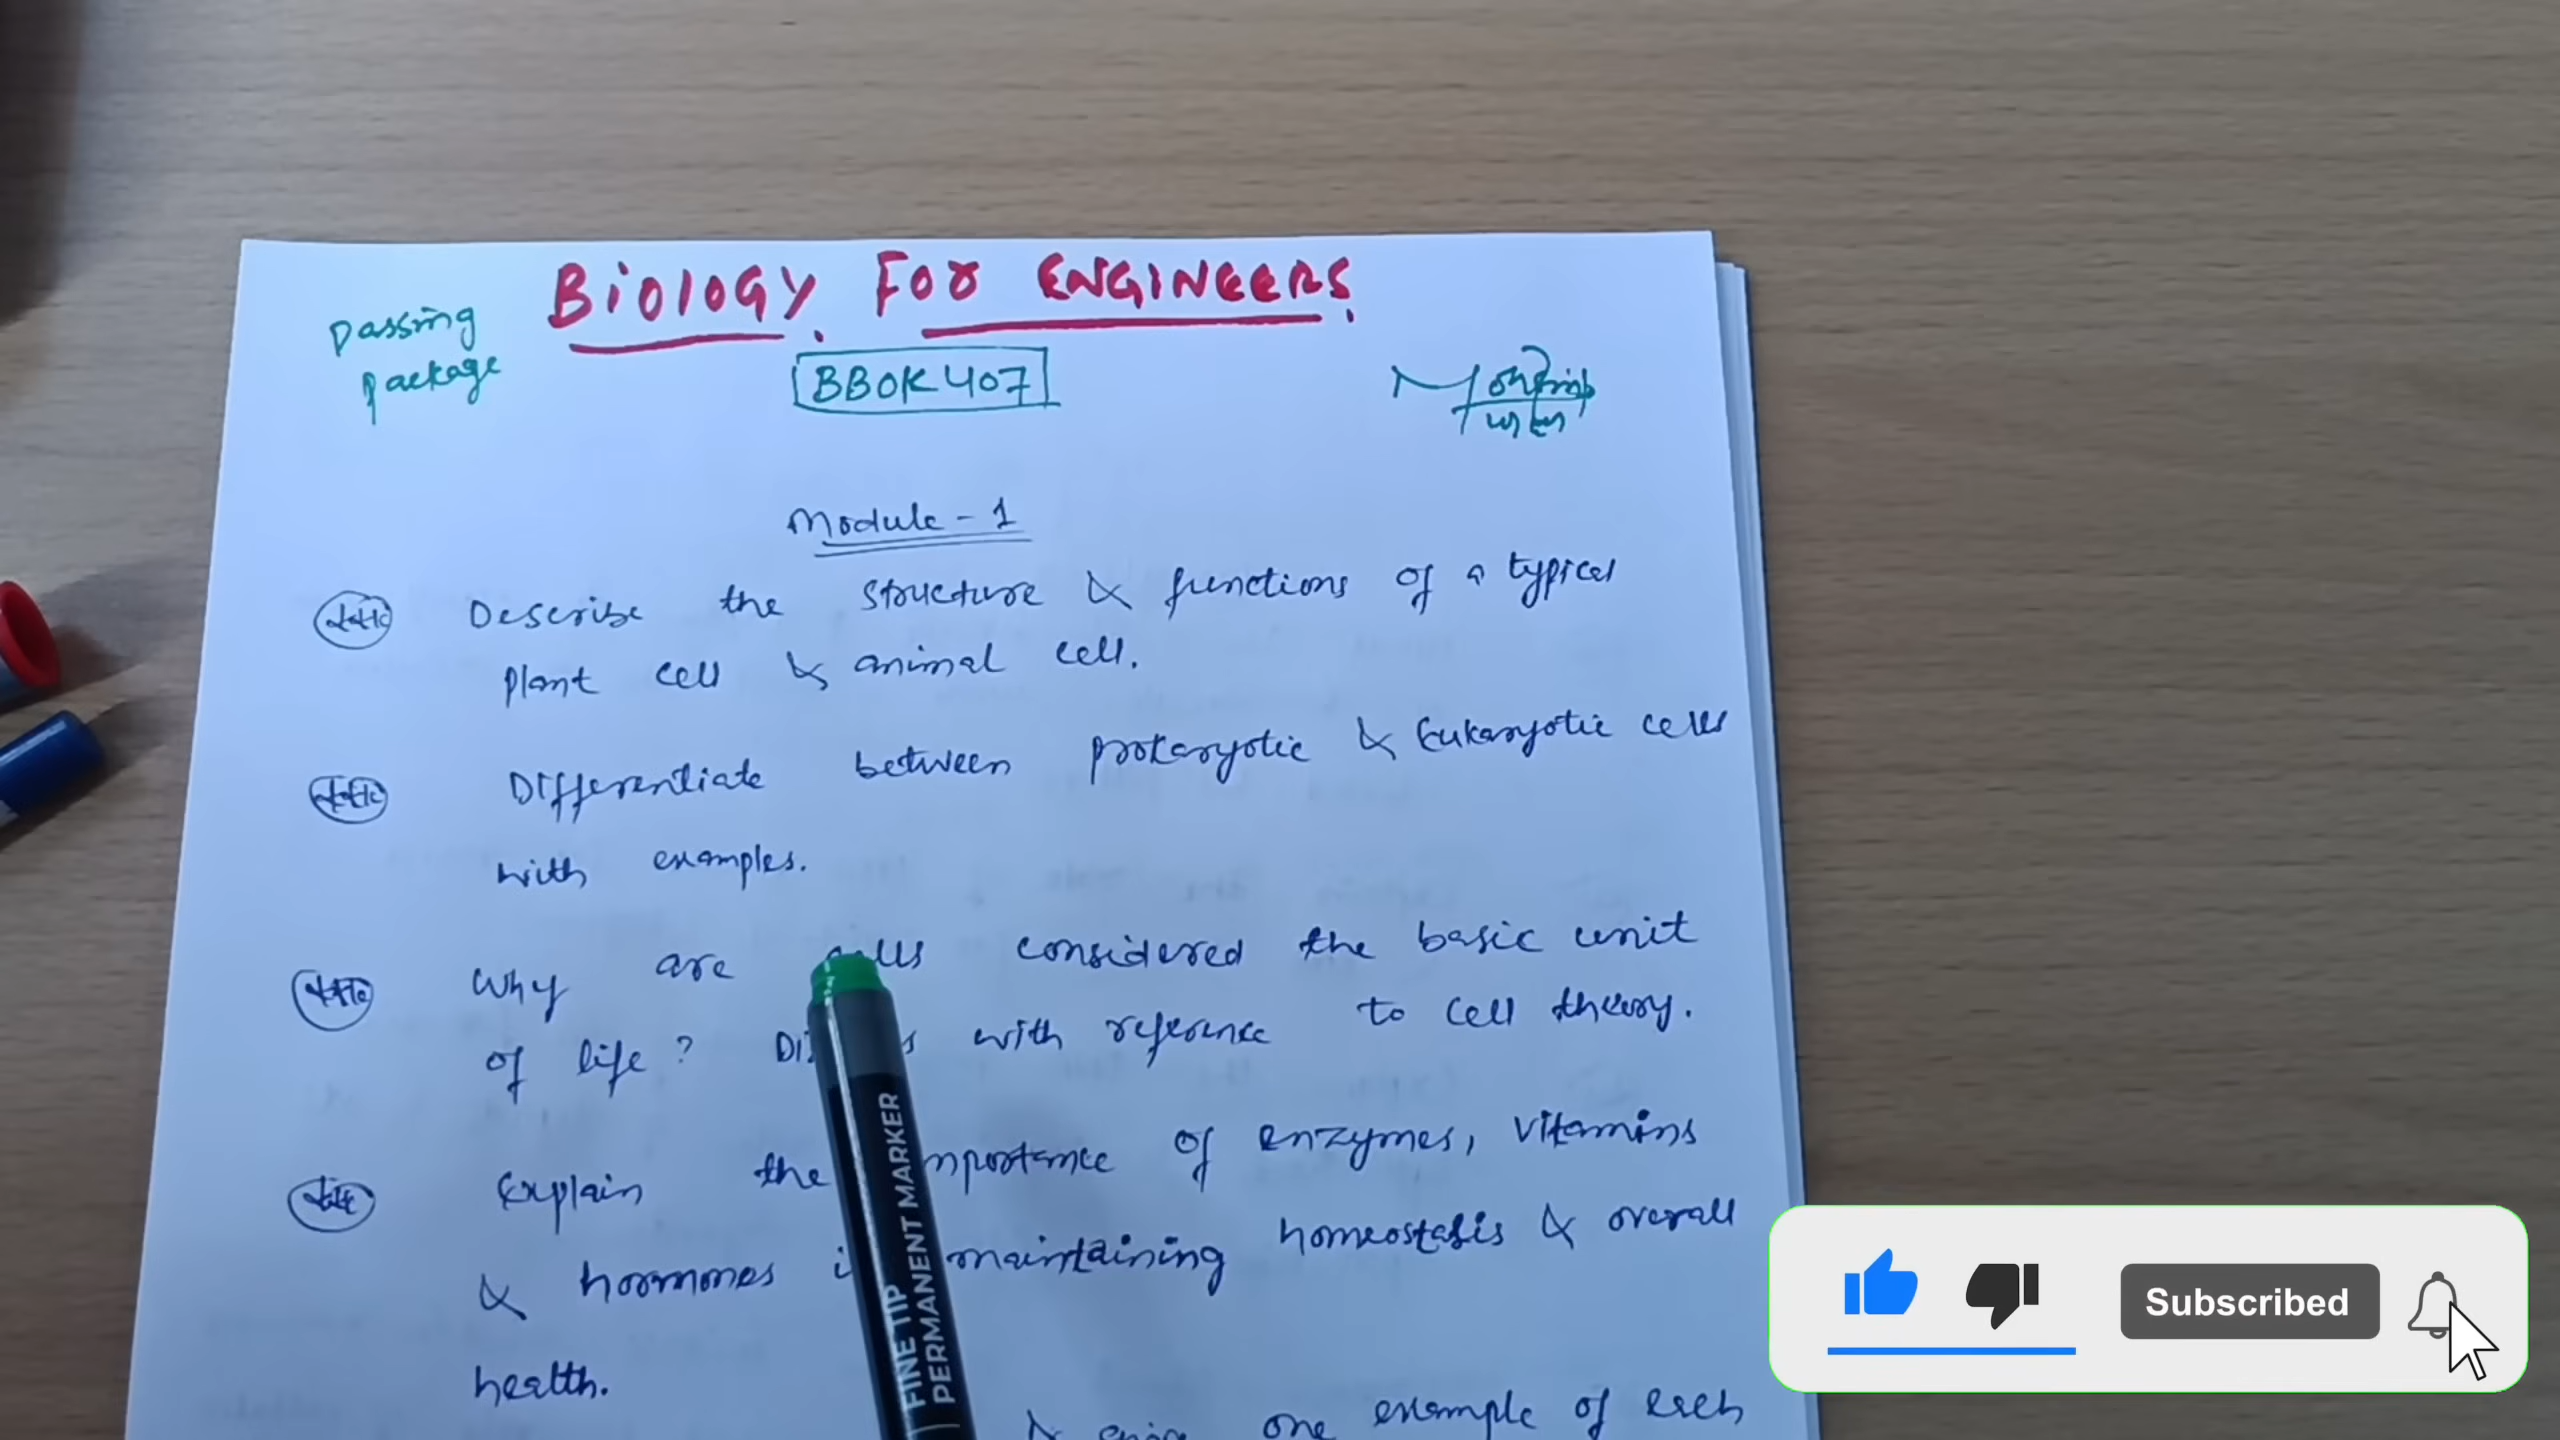 BIOLOGY FOR ENGINEERS
Passing
package
BBOK407
Module-1
Describe the structure & functions of a typical
plant cell & animal cell.
Differentiate between prokaryotic & Eukaryotic cells
with examples.
Why are considered the basic unit
of life? with reference to cell theory.
Explain the of enzymes, vitamins
& hormones maintaining homeostasis & overall
health.
one example of each
FINE TIP
PERMANENT MARKER
Subscribed